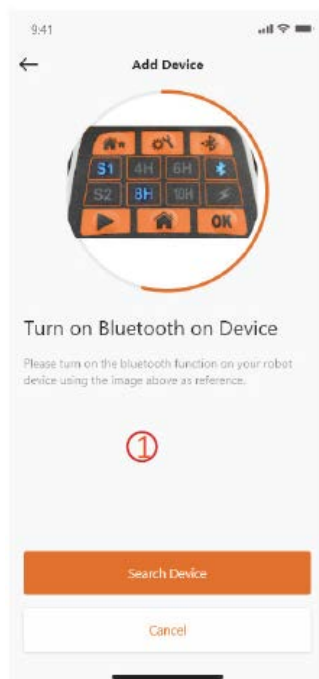 9:41
Add Device
S1 4H 6H
S2 8H 10H
OK
Turn on Bluetooth on Device
Please turn on the bluetooth function on your robot
device using the image above as reference.
1
Search Device
Cancel